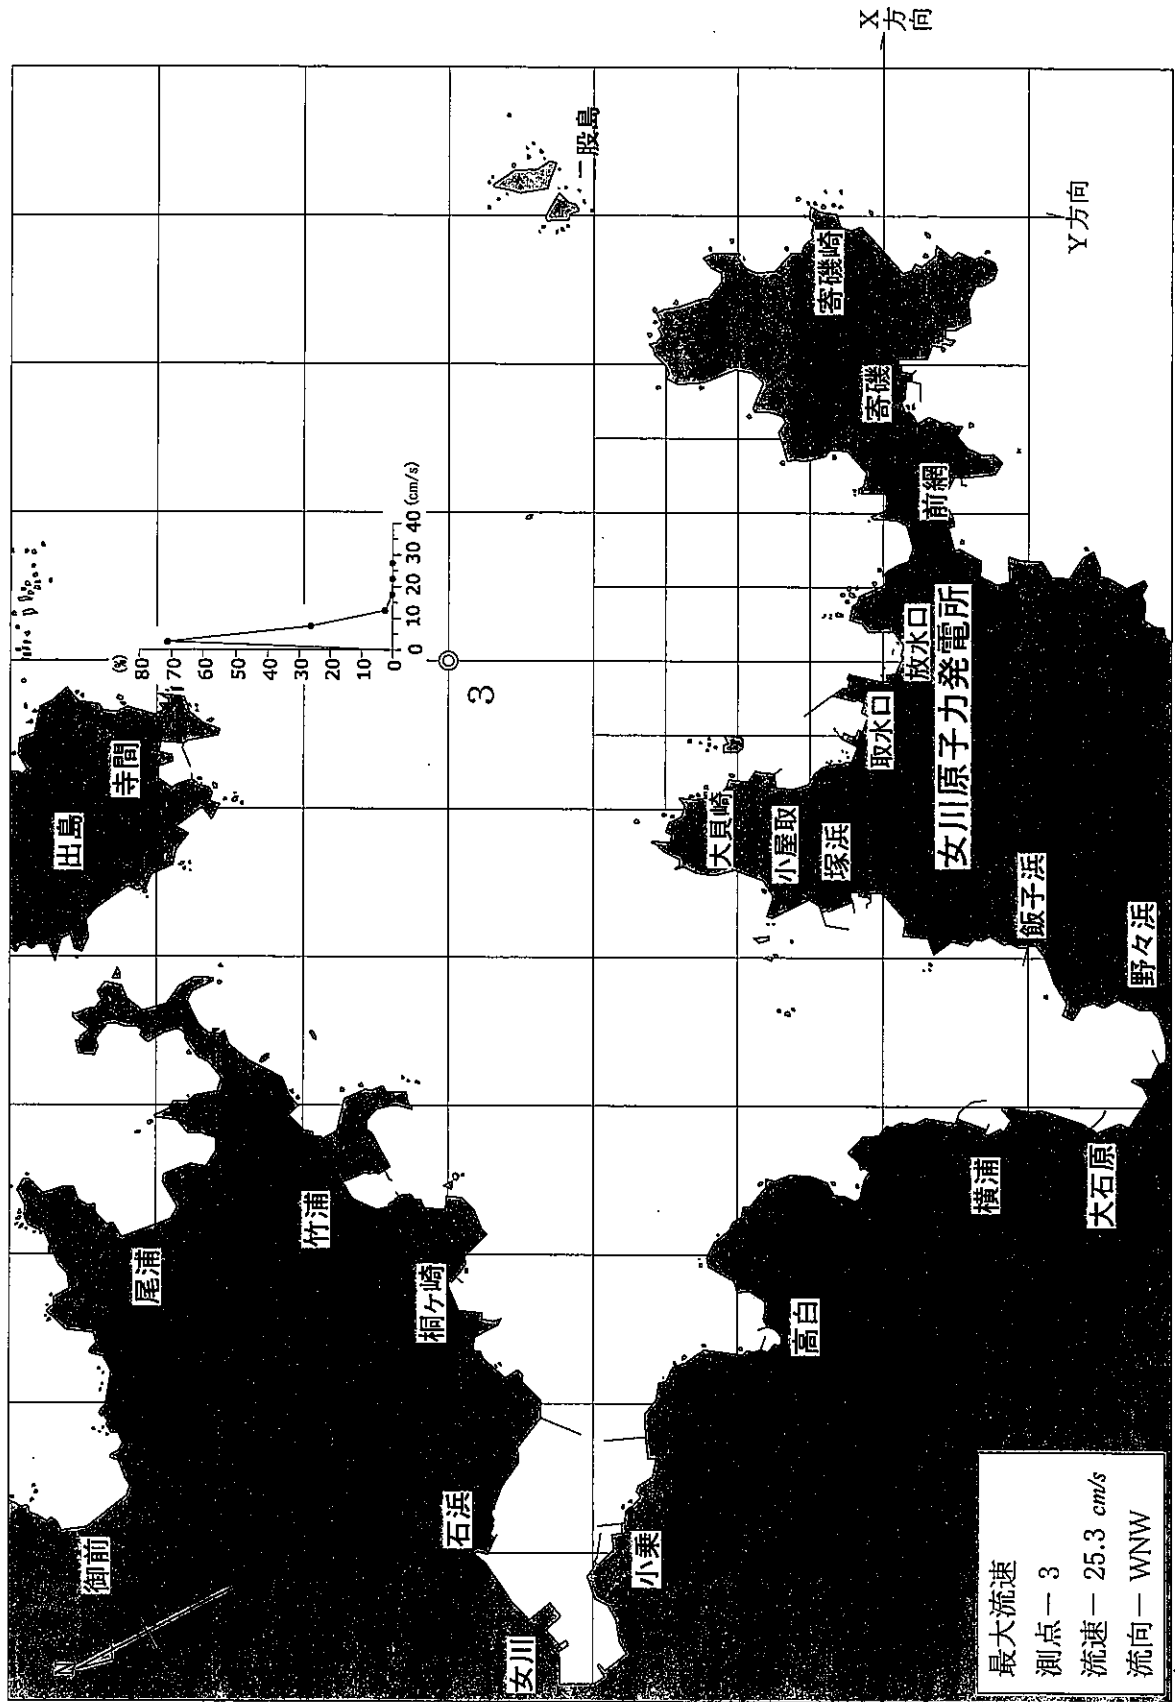 御前
尾浦
竹浦
桐ヶ崎
石浜
女川
小乗
高白
横浦
大石原
野々浜
飯子浜
塚浜
小屋取
大貝崎
取水口
放水口
女川原子力発電所
前網
寄磯
寄磯崎
二股島
出島
寺間
N
3
(%)
80
70
60
50
40
30
20
10
0
0 10 20 30 40 (cm/s)
X方向
Y方向
最大流速
測点－3
流速－25.3 cm/s
流向－WNW